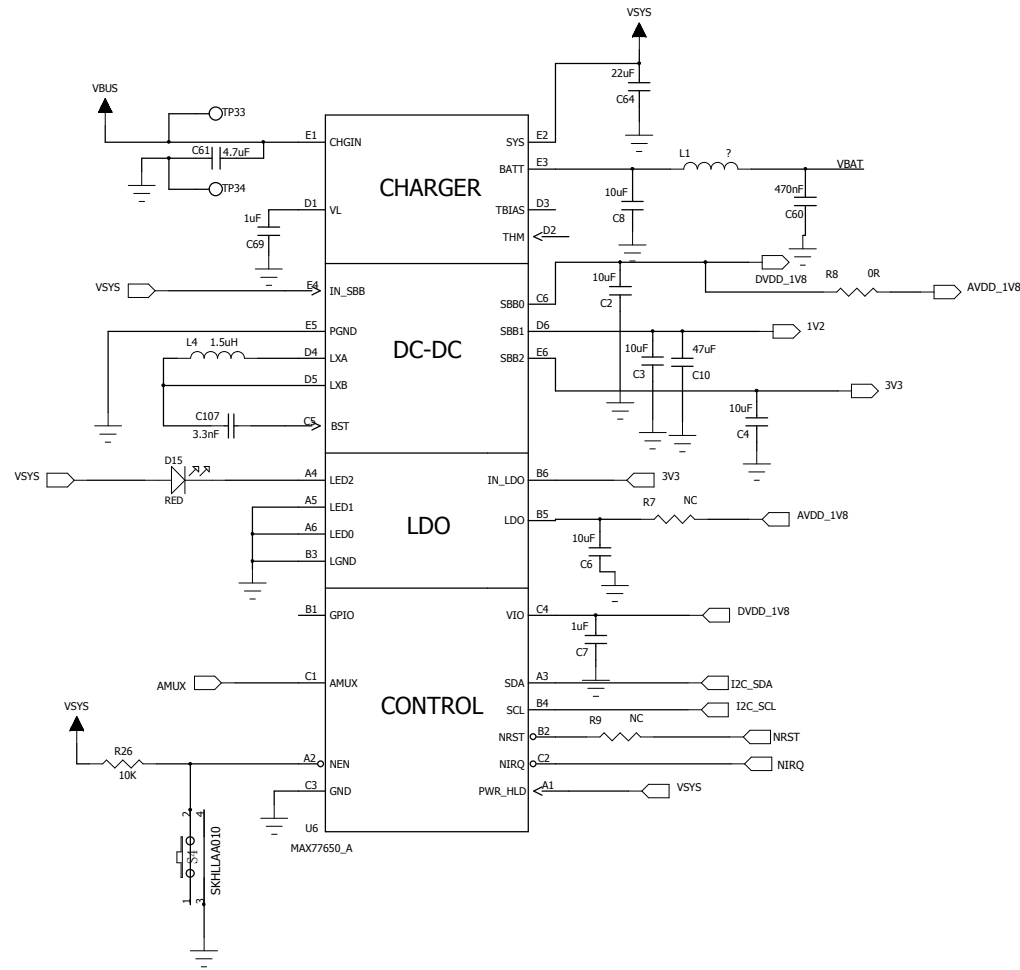 VSYS
22uF
C64
VBUS
TP33
C61 4.7uF
TP34
E1 CHGIN
SYS E2
BATT E3
L1 ?
VBAT
CHARGER
10uF
C8
470nF
C60
D1 VL
TBIAS D3
1uF
C69
THM D2
VSYS
E4 IN_SBB
10uF
C2
DVDD_1V8
R8 0R
AVDD_1V8
SBB0 C6
E5 PGND
SBB1 D6
1V2
L4 1.5uH
D4 LXA
DC-DC
SBB2 E6
10uF
C3
47uF
C10
D5 LXB
3V3
C107
3.3nF
C5 BST
10uF
C4
D15
VSYS
RED
A4 LED2
IN_LDO B6
3V3
A5 LED1
R7 NC
LDO
LDO B5
AVDD_1V8
A6 LED0
10uF
C6
B3 LGND
B1 GPIO
VIO C4
DVDD_1V8
1uF
C7
AMUX
C1 AMUX
SDA A3
I2C_SDA
CONTROL
SCL B4
I2C_SCL
VSYS
R9 NC
NRST B2
NRST
R26
10K
A2 NEN
NIRQ C2
NIRQ
C3 GND
PWR_HLD A1
VSYS
U6
MAX77650_A
2 4
S4
SKHLLAA010
1 3